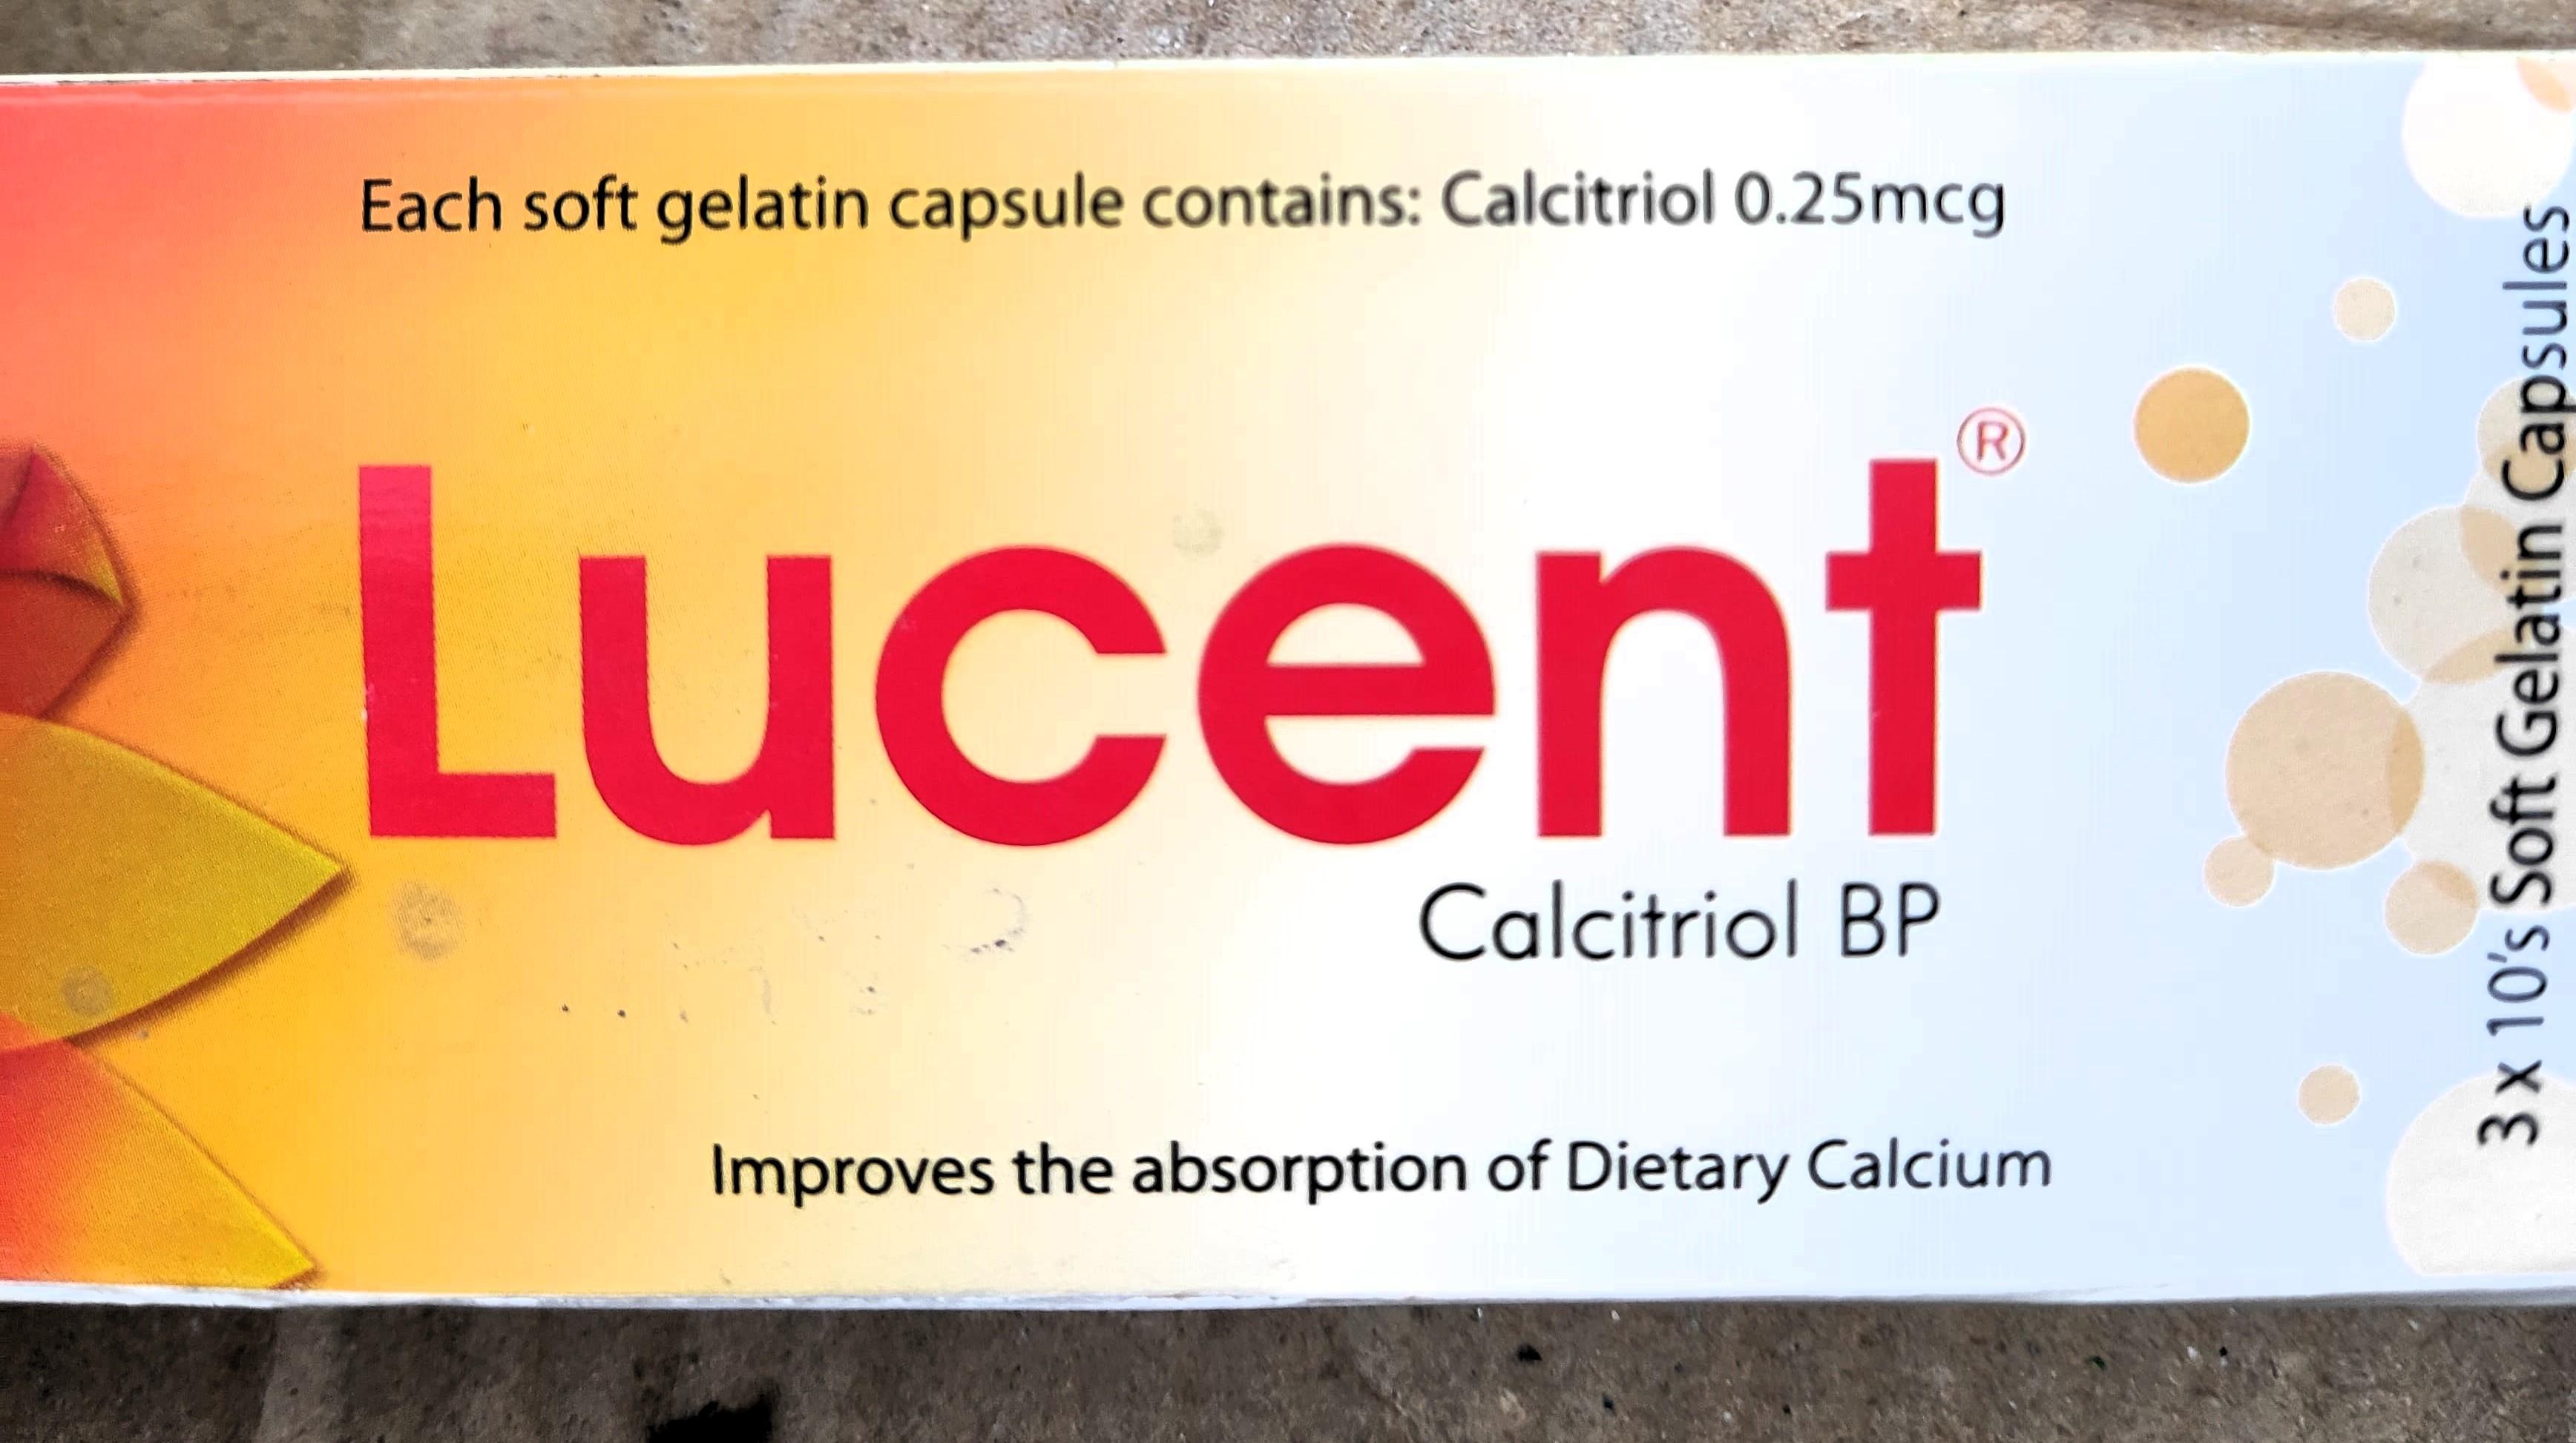 Each soft gelatin capsule contains: Calcitriol 0.25mcg
Lucent®
Calcitriol BP
Improves the absorption of Dietary Calcium
3 x 10's Soft Gelatin Capsules